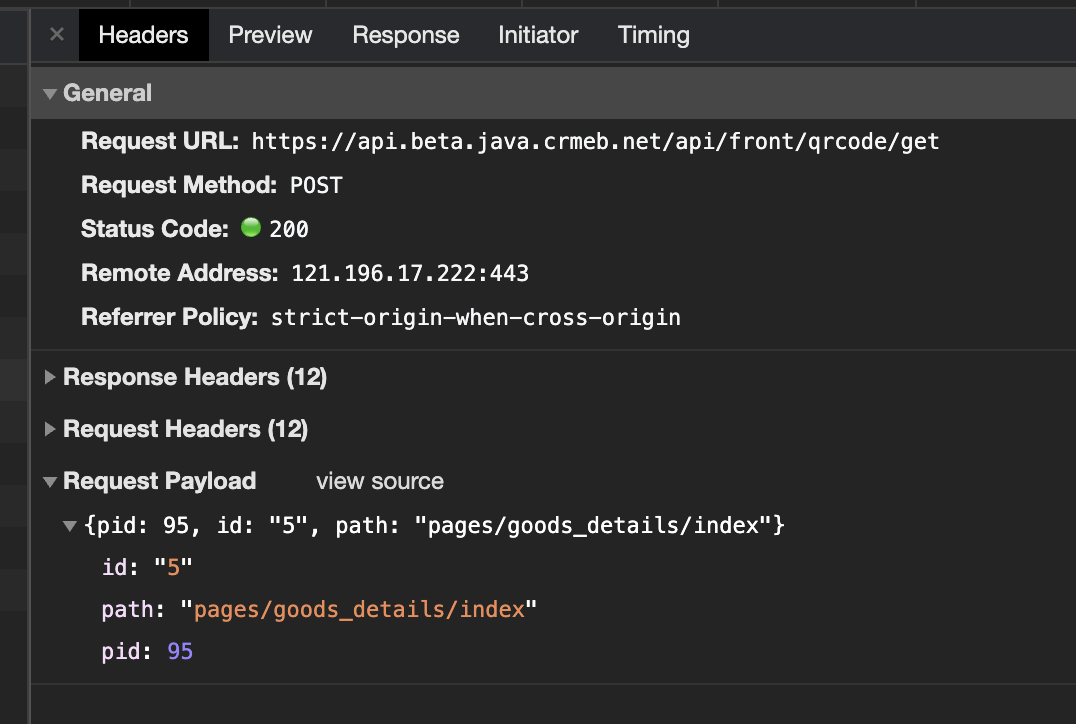 Headers Preview Response Initiator Timing
General
Request URL: https://api.beta.java.crmeb.net/api/front/qrcode/get
Request Method: POST
Status Code: 200
Remote Address: 121.196.17.222:443
Referrer Policy: strict-origin-when-cross-origin
Response Headers (12)
Request Headers (12)
Request Payload view source
{pid: 95, id: "5", path: "pages/goods_details/index"}
id: "5"
path: "pages/goods_details/index"
pid: 95